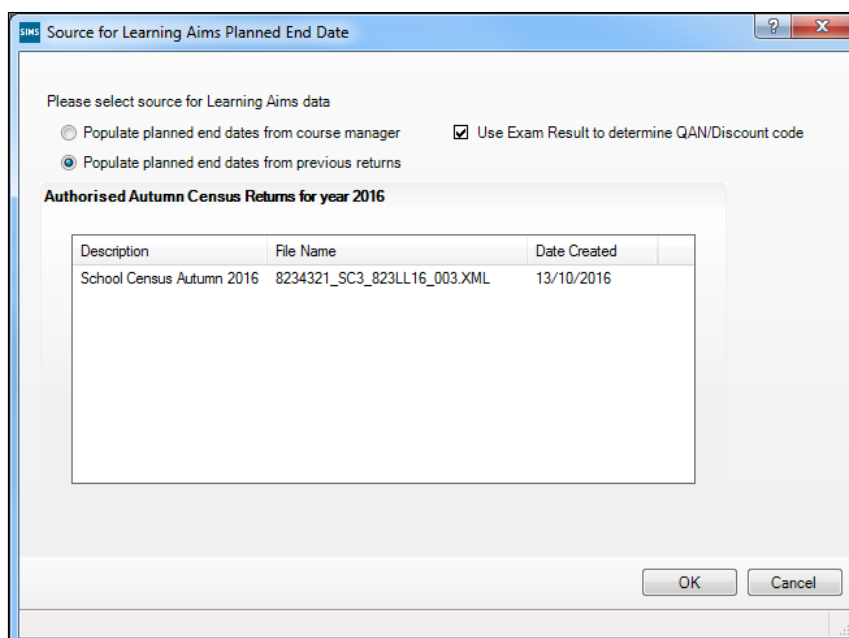 SIMS Source for Learning Aims Planned End Date ?
Please select source for Learning Aims data
Populate planned end dates from course manager Use Exam Result to determine QAN/Discount code
Populate planned end dates from previous returns
Authorised Autumn Census Returns for year 2016
Description File Name Date Created
School Census Autumn 2016 8234321_SC3_823LL16_003.XML 13/10/2016
OK Cancel